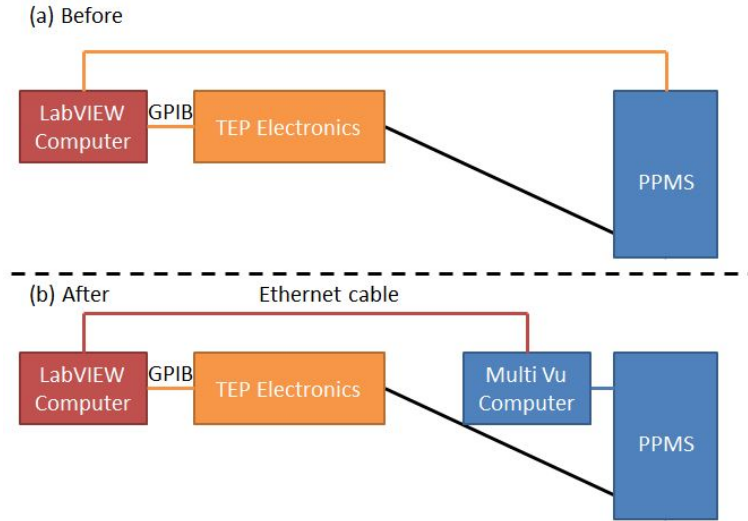 (a) Before
LabVIEW
Computer
GPIB
TEP Electronics
PPMS
(b) After
Ethernet cable
LabVIEW
Computer
GPIB
TEP Electronics
Multi Vu
Computer
PPMS